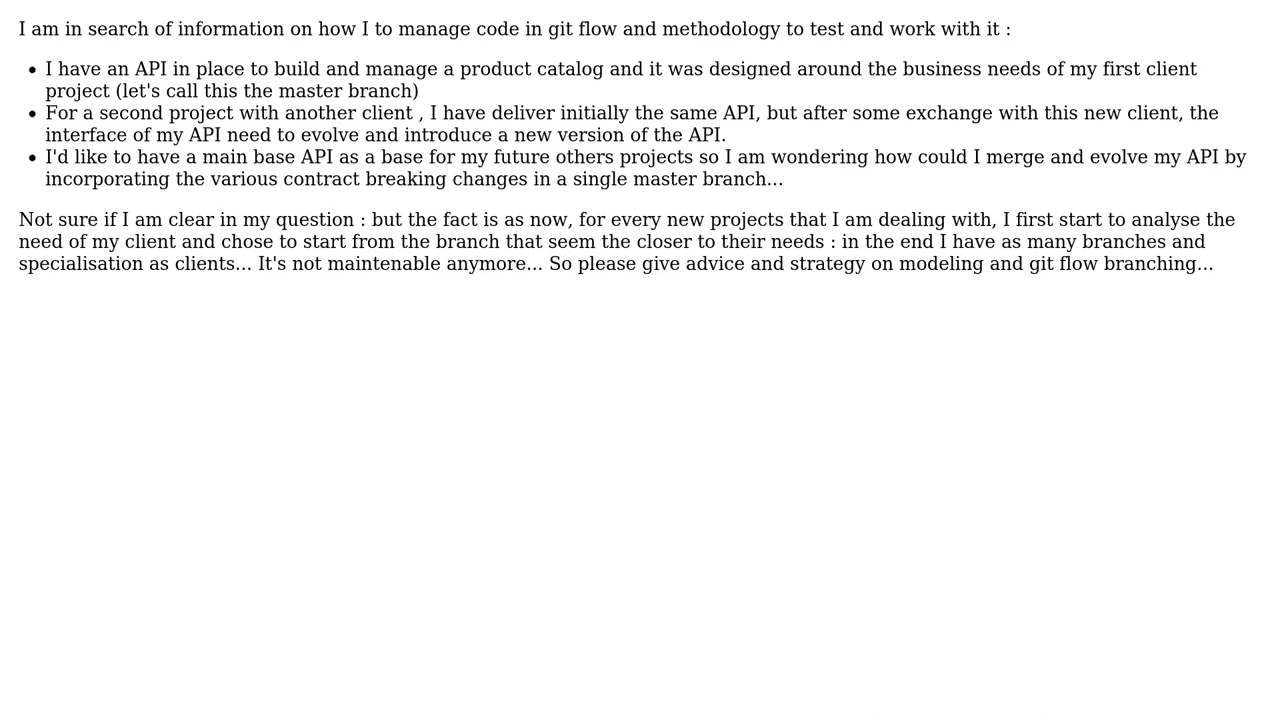 I am in search of information on how I to manage code in git flow and methodology to test and work with it :
• I have an API in place to build and manage a product catalog and it was designed around the business needs of my first client
project (let's call this the master branch)
• For a second project with another client , I have deliver initially the same API, but after some exchange with this new client, the
interface of my API need to evolve and introduce a new version of the API.
• I'd like to have a main base API as a base for my future others projects so I am wondering how could I merge and evolve my API by
incorporating the various contract breaking changes in a single master branch...
Not sure if I am clear in my question : but the fact is as now, for every new projects that I am dealing with, I first start to analyse the
need of my client and chose to start from the branch that seem the closer to their needs : in the end I have as many branches and
specialisation as clients... It's not maintenable anymore... So please give advice and strategy on modeling and git flow branching...